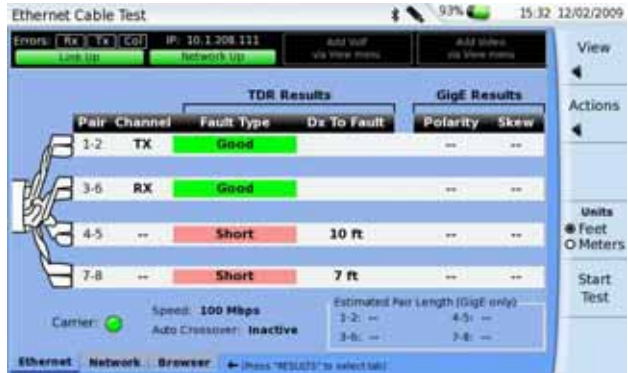 Ethernet Cable Test 93% 15:32 12/02/2009
Errors: Rx Tx Col IP: 10.1.208.111 Add VoIP Add Video
Link Up Network Up via View menu via View menu
View
Actions
TDR Results GigE Results
Pair Channel Fault Type Dx To Fault Polarity Skew
1-2 TX Good -- --
3-6 RX Good -- --
4-5 -- Short 10 ft -- --
7-8 -- Short 7 ft -- --
Units
Feet
Meters
Start
Test
Carrier: Speed: 100 Mbps
Auto Crossover: Inactive
Estimated Pair Length (GigE only)
1-2: -- 4-5: --
3-6: -- 7-8: --
Ethernet Network Browser ← (Press "RESULTS" to select tab)